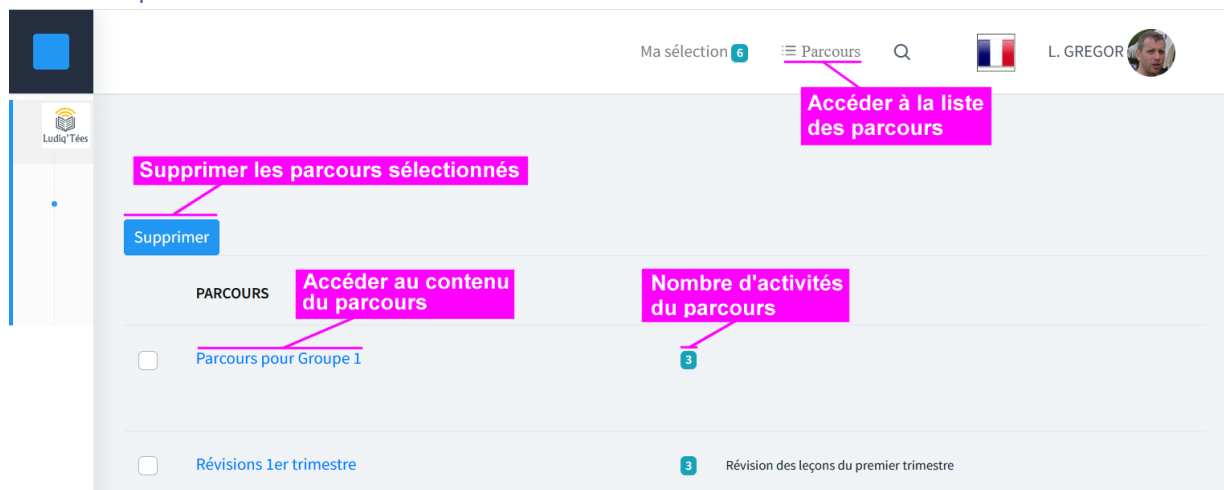 Ma sélection 6 Parcours L. GREGOR
Accéder à la liste
des parcours
Ludiq'Tées
Supprimer les parcours sélectionnés
Supprimer
PARCOURS
Accéder au contenu
du parcours
Nombre d'activités
du parcours
Parcours pour Groupe 1 3
Révisions 1er trimestre 3 Révision des leçons du premier trimestre